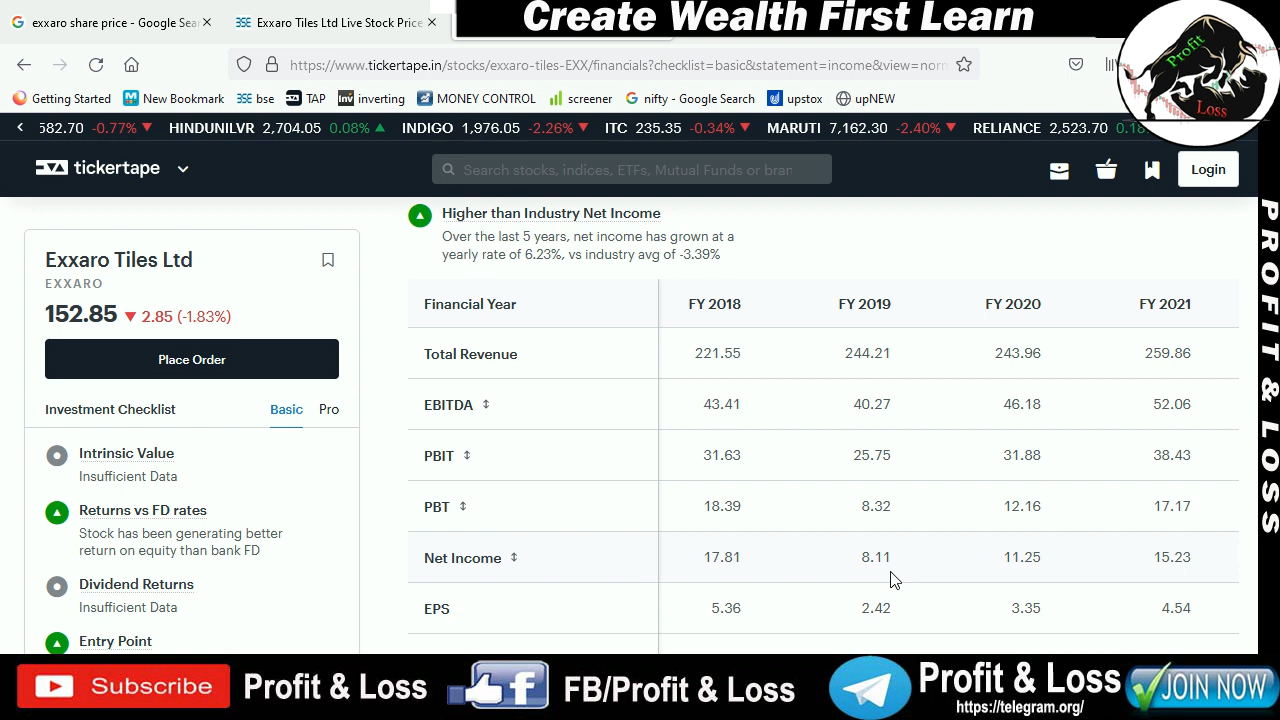 Create Wealth First Learn
exxaro share price - Google Sea
Exxaro Tiles Ltd Live Stock Price
https://www.tickertape.in/stocks/exxaro-tiles-EXX/financials?checklist=basic&statement=income&view=norm
Getting Started
New Bookmark
bse
TAP
inverting
MONEY CONTROL
screener
nifty - Google Search
upstox
upNEW
Profit
Loss
582.70 -0.77% HINDUNILVR 2,704.05 0.08% INDIGO 1,976.05 -2.26% ITC 235.35 -0.34% MARUTI 7,162.30 -2.40% RELIANCE 2,523.70 0.18
tickertape
Search stocks, indices, ETFs, Mutual Funds or bran
Login
Exxaro Tiles Ltd
EXXARO
152.85 2.85 (-1.83%)
Place Order
Investment Checklist Basic Pro
Intrinsic Value
Insufficient Data
Returns vs FD rates
Stock has been generating better
return on equity than bank FD
Dividend Returns
Insufficient Data
Entry Point
Higher than Industry Net Income
Over the last 5 years, net income has grown at a
yearly rate of 6.23%, vs industry avg of -3.39%
Financial Year FY 2018 FY 2019 FY 2020 FY 2021
Total Revenue 221.55 244.21 243.96 259.86
EBITDA 43.41 40.27 46.18 52.06
PBIT 31.63 25.75 31.88 38.43
PBT 18.39 8.32 12.16 17.17
Net Income 17.81 8.11 11.25 15.23
EPS 5.36 2.42 3.35 4.54
PROFIT & LOSS
Subscribe
Profit & Loss
FB/Profit & Loss
Profit & Loss
https://telegram.org/
JOIN NOW